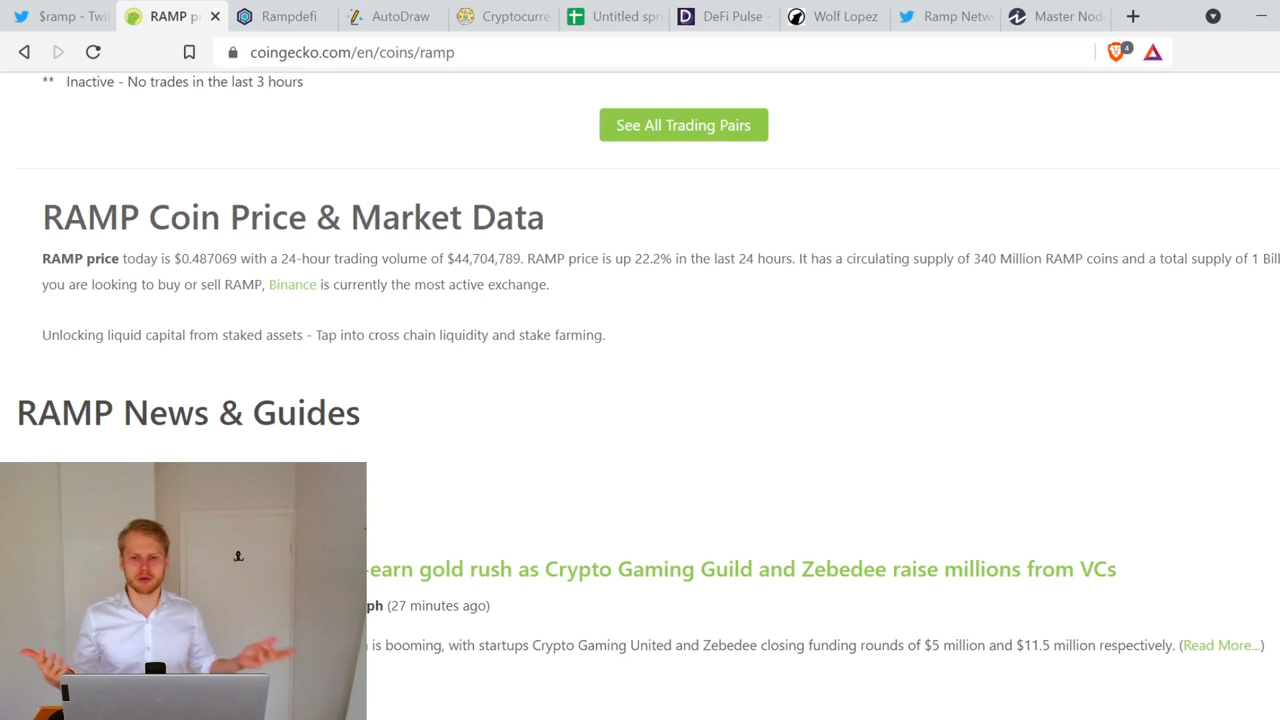 $ramp - Twi
RAMP p
Rampdefi
AutoDraw
Cryptocurre
Untitled spr
DeFi Pulse -
Wolf Lopez
Ramp Netw
Master Node
coingecko.com/en/coins/ramp
4
** Inactive - No trades in the last 3 hours
See All Trading Pairs
RAMP Coin Price & Market Data
RAMP price today is $0.487069 with a 24-hour trading volume of $44,704,789. RAMP price is up 22.2% in the last 24 hours. It has a circulating supply of 340 Million RAMP coins and a total supply of 1 Bill
you are looking to buy or sell RAMP, Binance is currently the most active exchange.
Unlocking liquid capital from staked assets - Tap into cross chain liquidity and stake farming.
RAMP News & Guides
-earn gold rush as Crypto Gaming Guild and Zebedee raise millions from VCs
ph (27 minutes ago)
is booming, with startups Crypto Gaming United and Zebedee closing funding rounds of $5 million and $11.5 million respectively. (Read More...)